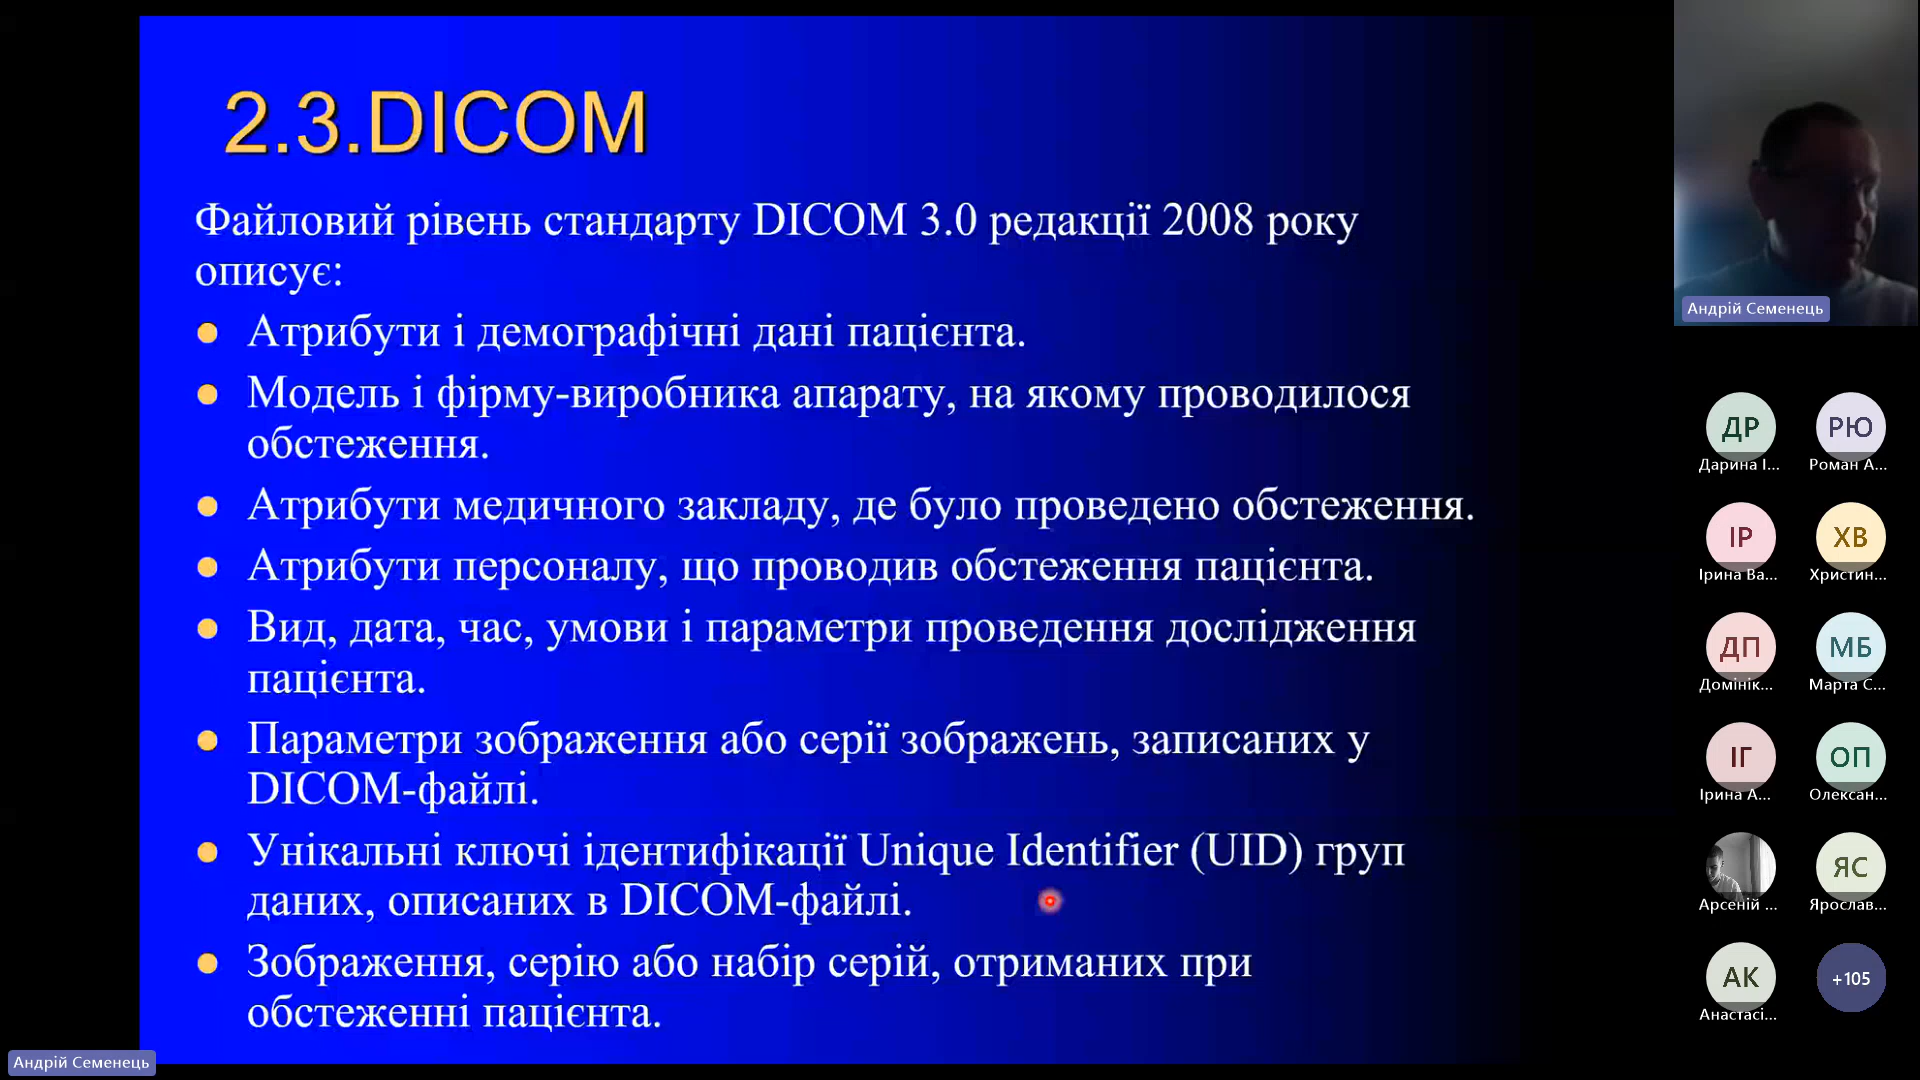 2.3.DICOM
Файловий рівень стандарту DICOM 3.0 редакції 2008 року
описує:
Атрибути і демографічні дані пацієнта.
Модель і фірму-виробника апарату, на якому проводилося
обстеження.
Атрибути медичного закладу, де було проведено обстеження.
Атрибути персоналу, що проводив обстеження пацієнта.
Вид, дата, час, умови і параметри проведення дослідження
пацієнта.
Параметри зображення або серії зображень, записаних у
DICOM-файлі.
Унікальні ключі ідентифікації Unique Identifier (UID) груп
даних, описаних в DICOM-файлі.
Зображення, серію або набір серій, отриманих при
обстеженні пацієнта.
Андрій Семенець
Андрій Семенець
ДР
РЮ
Дарина І...
Роман А...
ІР
ХВ
Ірина Ва...
Христин...
ДП
МБ
Домінік...
Марта С...
ІГ
ОП
Ірина А...
Олексан...
ЯС
Арсеній ...
Ярослав...
АК
+105
Анастасі...